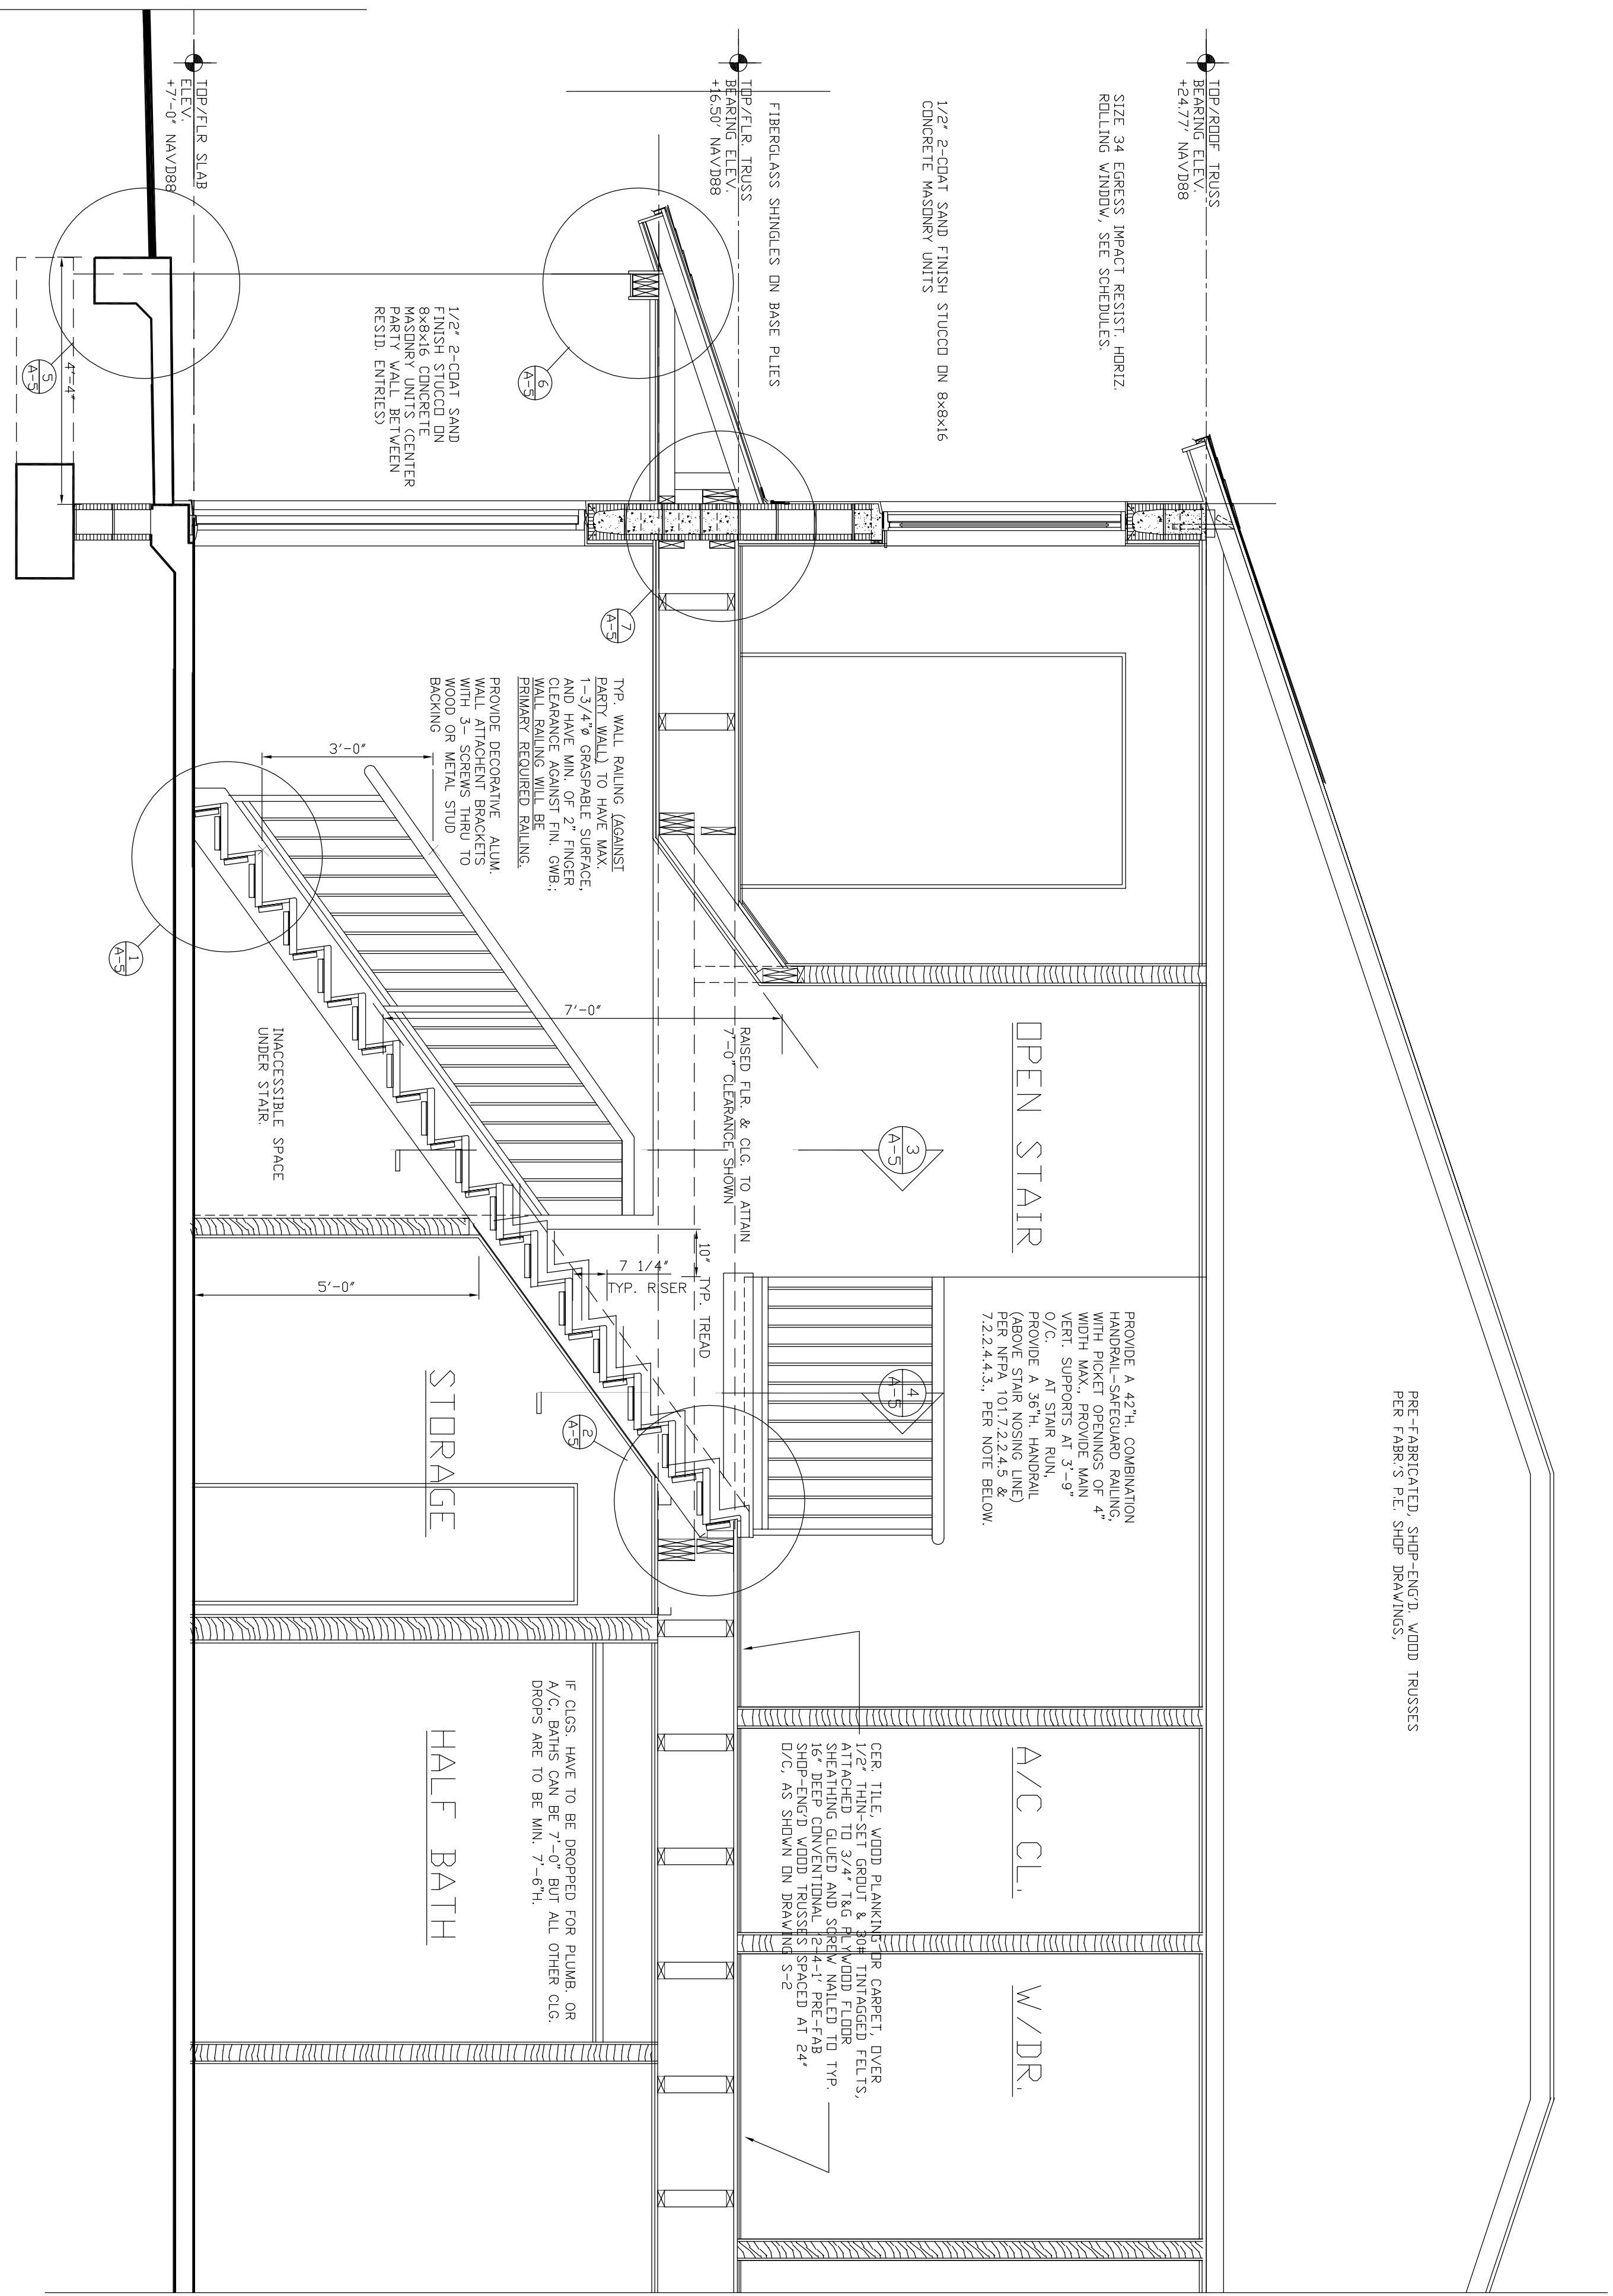 PRE-FABRICATED, SHOP-ENG'D. WOOD TRUSSES
PER FABR.'S P.E. SHOP DRAWINGS,
TOP/ROOF TRUSS
BEARING ELEV.
+24.77' NAVD88
SIZE 34 EGRESS IMPACT RESIST. HORIZ.
ROLLING WINDOW, SEE SCHEDULES.
1/2" 2-COAT SAND FINISH STUCCO ON 8x8x16
CONCRETE MASONRY UNITS
FIBERGLASS SHINGLES ON BASE PLIES
TOP/FLR. TRUSS
BEARING ELEV.
+16.50' NAVD88
OPEN STAIR
PROVIDE A 42"H. COMBINATION
HANDRAIL-SAFEGUARD RAILING,
WITH PICKET OPENINGS OF 4"
WIDTH MAX., PROVIDE MAIN
VERT. SUPPORTS AT 3'-9"
O/C. AT STAIR RUN,
PROVIDE A 36"H. HANDRAIL
(ABOVE STAIR NOSING LINE)
PER NFPA 101.7.2.2.4.5 &
7.2.2.4.4.3., PER NOTE BELOW.
A/C CL.
W/DR.
3
A-5
4
A-5
CER. TILE, WOOD PLANKING OR CARPET, OVER
1/2" THIN-SET GROUT & 30# TINTAGGED FELTS,
ATTACHED TO 3/4" T&G PLYWOOD FLOOR
SHEATHING GLUED AND SCREW NAILED TO TYP.
16" DEEP CONVENTIONAL '2-4-1' PRE-FAB
SHOP-ENG'D WOOD TRUSSES SPACED AT 24"
O/C, AS SHOWN ON DRAWING S-2
RAISED FLR. & CLG. TO ATTAIN
7'-0" CLEARANCE SHOWN
10" TYP. TREAD
7 1/4"
TYP. RISER
7'-0"
6
A-5
7
A-5
2
A-5
TYP. WALL RAILING (AGAINST
PARTY WALL) TO HAVE MAX.
1-3/4"ø GRASPABLE SURFACE,
AND HAVE MIN. OF 2" FINGER
CLEARANCE AGAINST FIN. GWB.;
WALL RAILING WILL BE
PRIMARY REQUIRED RAILING.
PROVIDE DECORATIVE ALUM.
WALL ATTACHENT BRACKETS
WITH 3- SCREWS THRU TO
WOOD OR METAL STUD
BACKING
3'-0"
1/2" 2-COAT SAND
FINISH STUCCO ON
8x8x16 CONCRETE
MASONRY UNITS (CENTER
PARTY WALL BETWEEN
RESID. ENTRIES)
STORAGE
HALF BATH
IF CLGS. HAVE TO BE DROPPED FOR PLUMB. OR
A/C, BATHS CAN BE 7'-0" BUT ALL OTHER CLG.
DROPS ARE TO BE MIN. 7'-6"H.
5'-0"
INACCESSIBLE SPACE
UNDER STAIR.
TOP/FLR SLAB
ELEV.
+7'-0" NAVD88
1
A-5
4'-4"
5
A-5